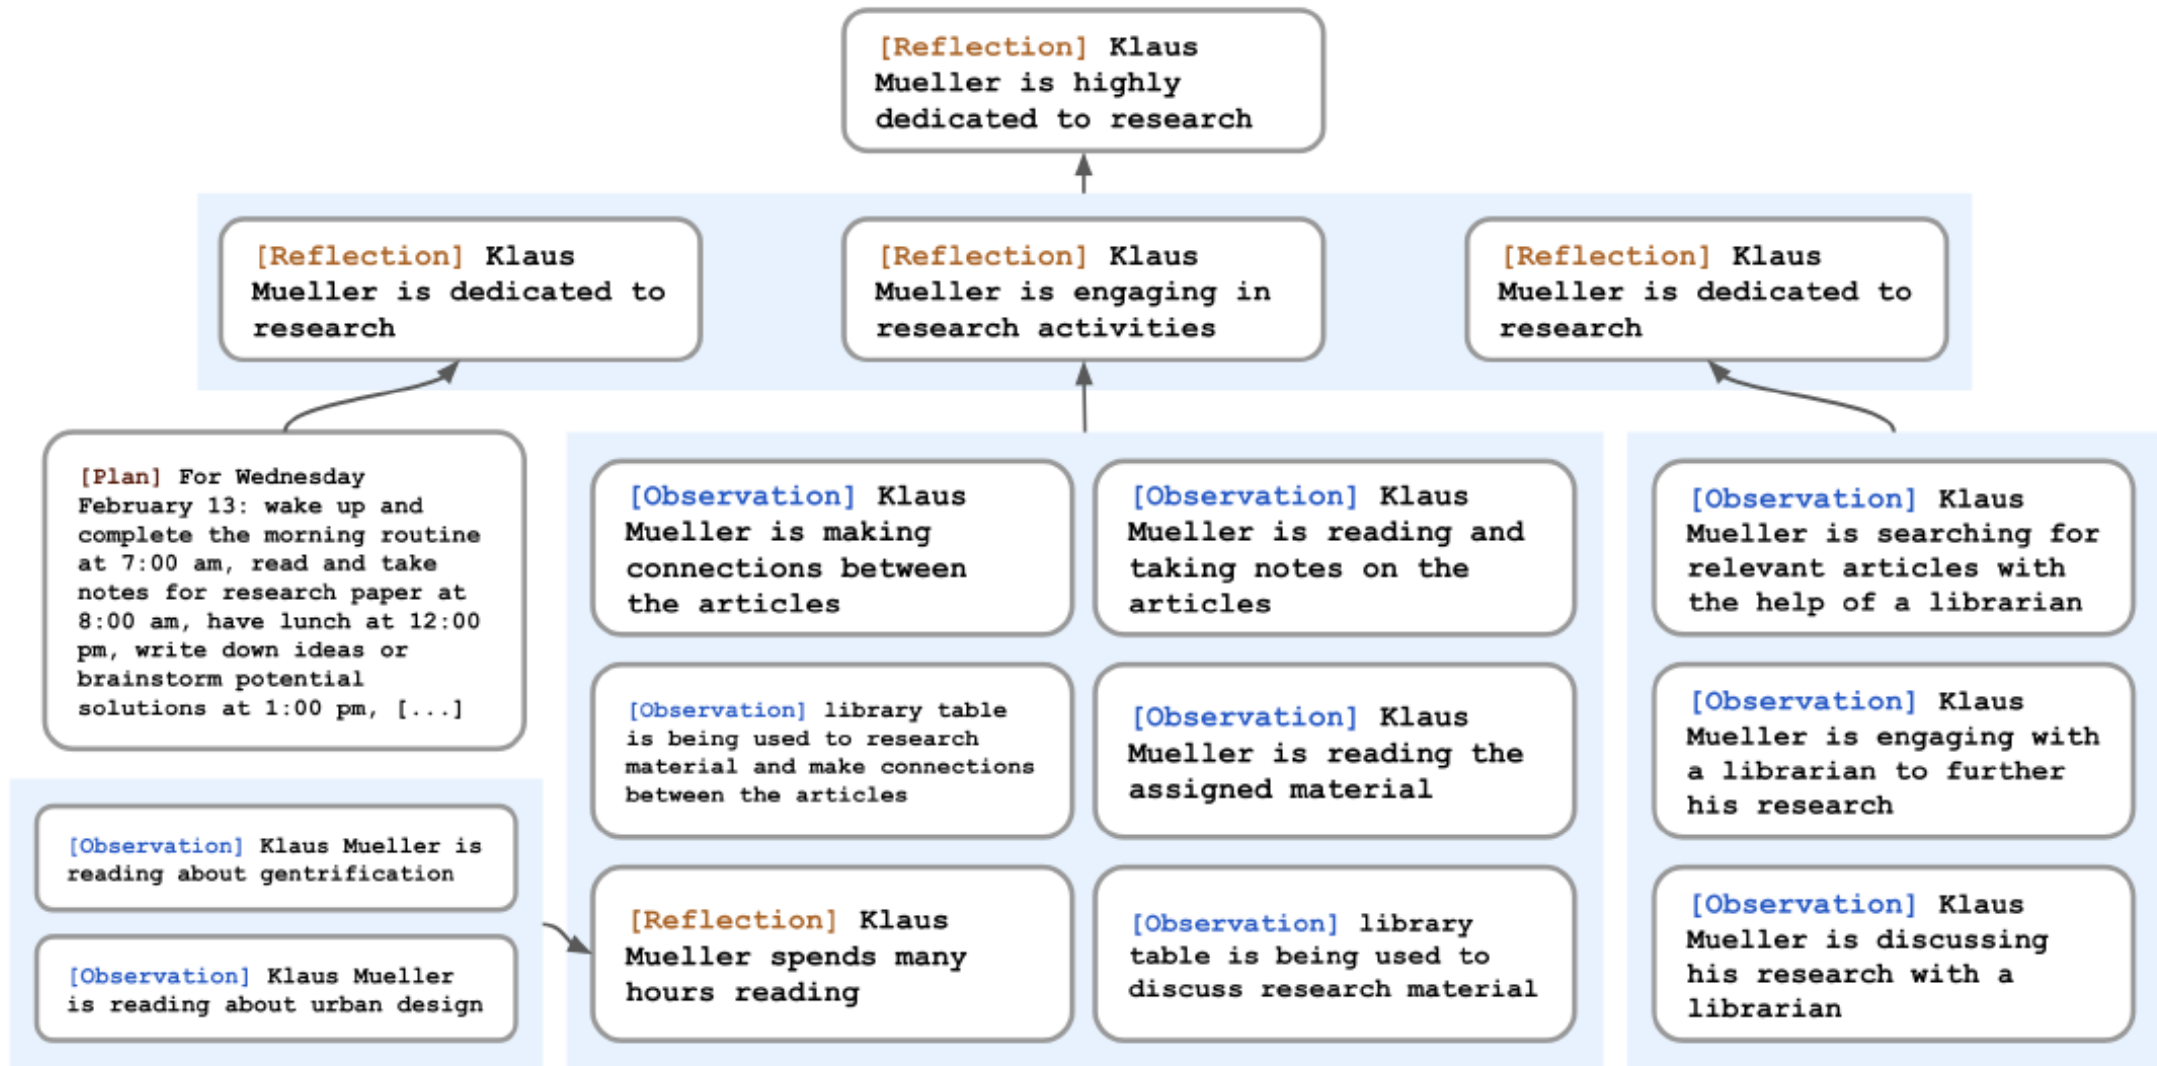 [Reflection] Klaus
Mueller is highly
dedicated to research
[Reflection] Klaus
Mueller is dedicated to
research
[Reflection] Klaus
Mueller is engaging in
research activities
[Reflection] Klaus
Mueller is dedicated to
research
[Plan] For Wednesday
February 13: wake up and
complete the morning routine
at 7:00 am, read and take
notes for research paper at
8:00 am, have lunch at 12:00
pm, write down ideas or
brainstorm potential
solutions at 1:00 pm, [...]
[Observation] Klaus Mueller is
reading about gentrification
[Observation] Klaus Mueller
is reading about urban design
[Observation] Klaus
Mueller is making
connections between
the articles
[Observation] Klaus
Mueller is reading and
taking notes on the
articles
[Observation] library table
is being used to research
material and make connections
between the articles
[Observation] Klaus
Mueller is reading the
assigned material
[Reflection] Klaus
Mueller spends many
hours reading
[Observation] library
table is being used to
discuss research material
[Observation] Klaus
Mueller is searching for
relevant articles with
the help of a librarian
[Observation] Klaus
Mueller is engaging with
a librarian to further
his research
[Observation] Klaus
Mueller is discussing
his research with a
librarian